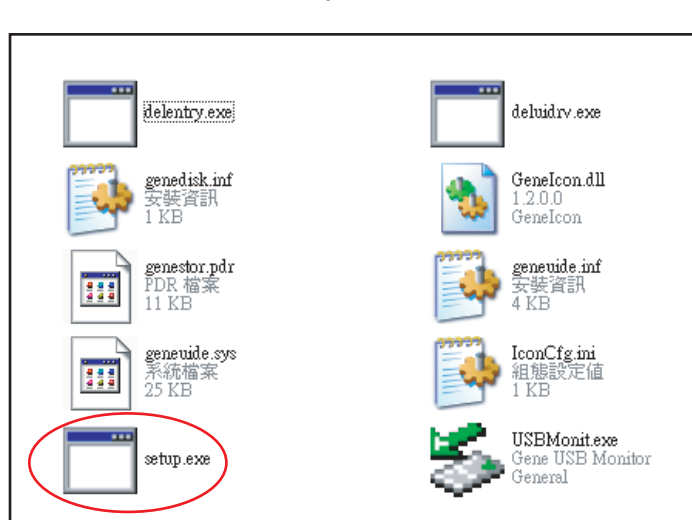 delentry.exe
deluidrv.exe
genedisk.inf
安裝資訊
1 KB
GeneIcon.dll
1.2.0.0
GeneIcon
genestor.pdr
PDR 檔案
11 KB
geneuide.inf
安裝資訊
4 KB
geneuide.sys
系統檔案
25 KB
IconCfg.ini
組態設定值
1 KB
setup.exe
USBMonit.exe
Gene USB Monitor
General